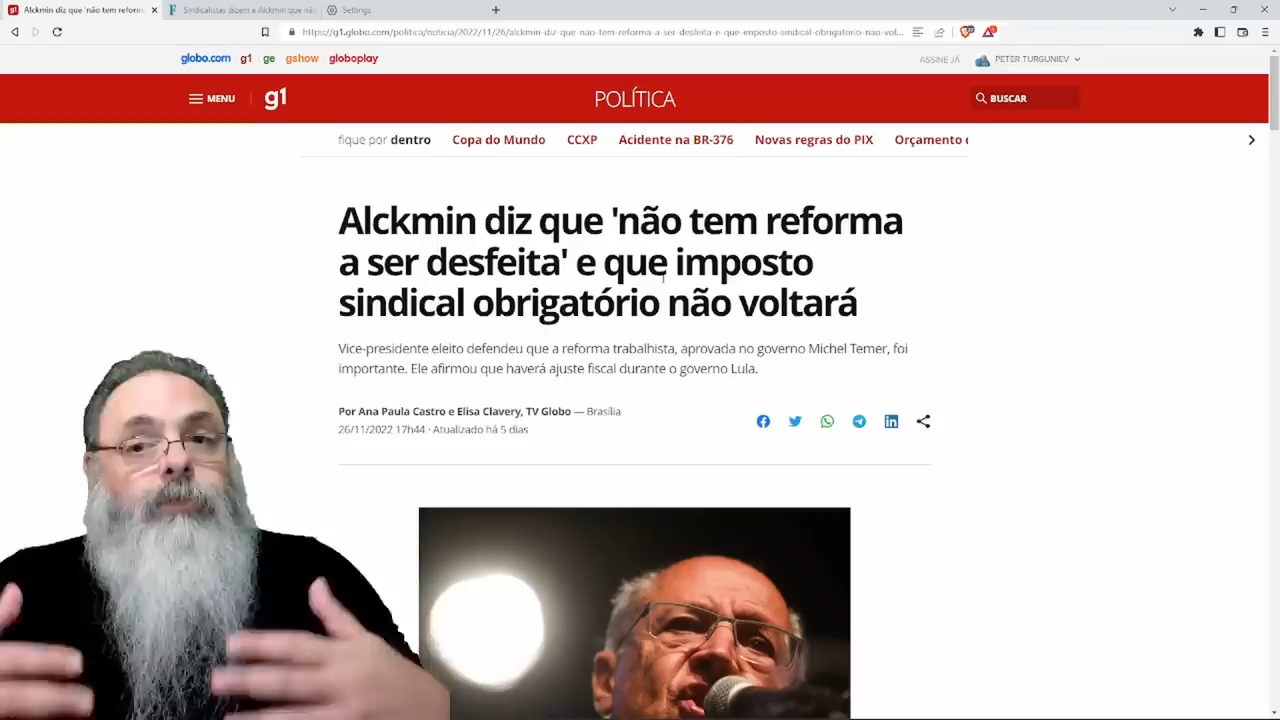 Alckmin diz que 'não tem reform
Sindicalistas dizem a Alckmin que nã
Settings
https://g1.globo.com/politica/noticia/2022/11/26/alckmin-diz-que-nao-tem-reforma-a-ser-desfeita-e-que-imposto-sindical-obrigatorio-nao-vol...
globo.com g1 ge gshow globoplay
ASSINE JÁ
PETER TURGUNIEV
MENU
g1
POLÍTICA
BUSCAR
fique por dentro Copa do Mundo CCXP Acidente na BR-376 Novas regras do PIX Orçamento
Alckmin diz que 'não tem reforma
a ser desfeita' e que imposto
sindical obrigatório não voltará
Vice-presidente eleito defendeu que a reforma trabalhista, aprovada no governo Michel Temer, foi
importante. Ele afirmou que haverá ajuste fiscal durante o governo Lula.
Por Ana Paula Castro e Elisa Clavery, TV Globo — Brasília
26/11/2022 17h44 · Atualizado há 5 dias